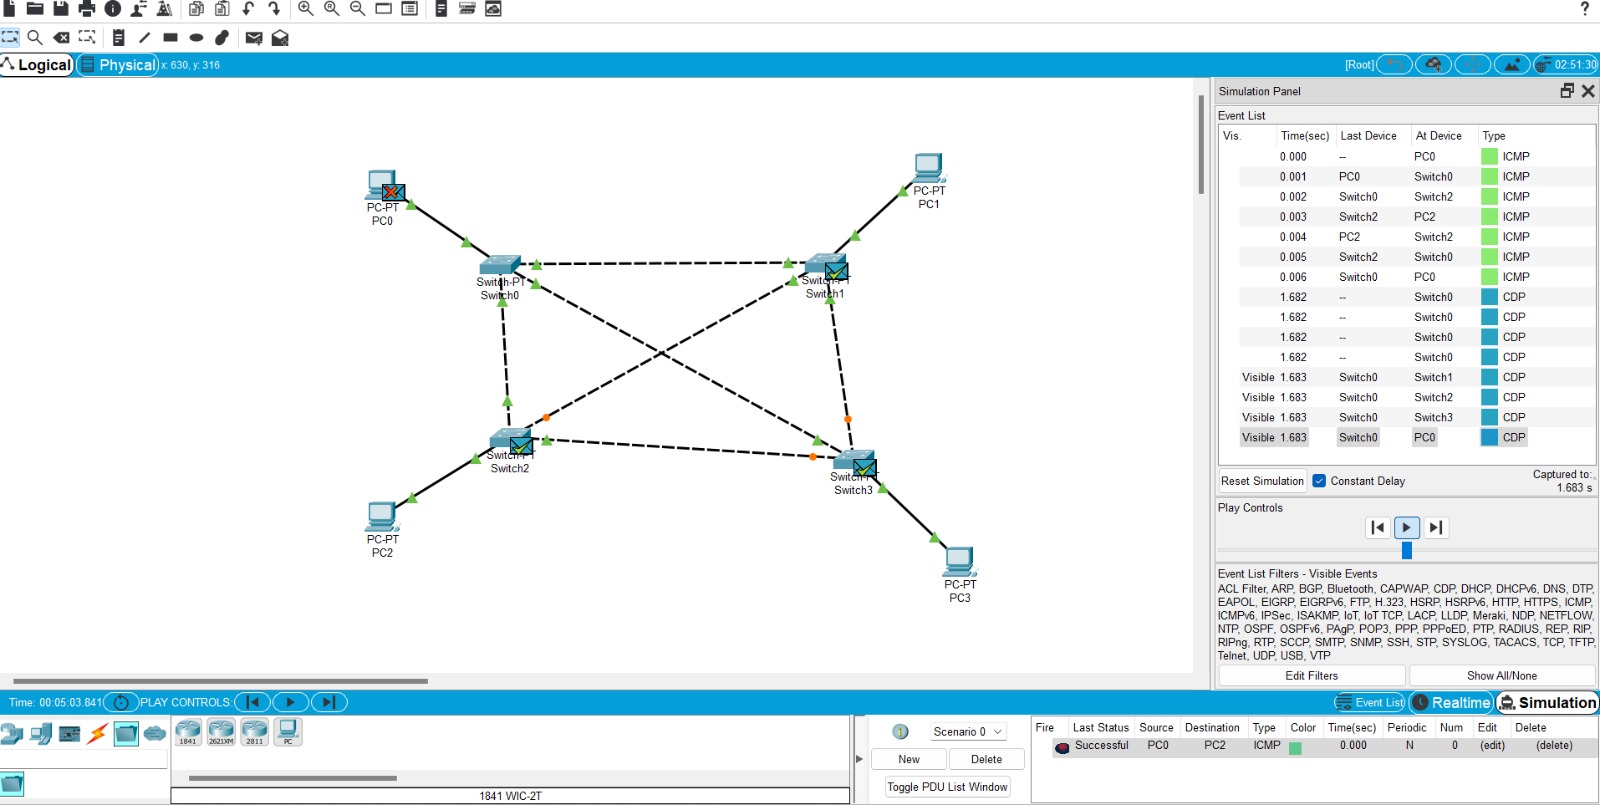 ?
Logical
Physical
x: 630, y: 316
[Root]
02:51:30
Simulation Panel
Event List
Vis. Time(sec) Last Device At Device Type
0.000 -- PC0 ICMP
0.001 PC0 Switch0 ICMP
0.002 Switch0 Switch2 ICMP
0.003 Switch2 PC2 ICMP
0.004 PC2 Switch2 ICMP
0.005 Switch2 Switch0 ICMP
0.006 Switch0 PC0 ICMP
1.682 -- Switch0 CDP
1.682 -- Switch0 CDP
1.682 -- Switch0 CDP
1.682 -- Switch0 CDP
Visible 1.683 Switch0 Switch1 CDP
Visible 1.683 Switch0 Switch2 CDP
Visible 1.683 Switch0 Switch3 CDP
Visible 1.683 Switch0 PC0 CDP
Reset Simulation
Constant Delay
Captured to:
1.683 s
Play Controls
Event List Filters - Visible Events
ACL Filter, ARP, BGP, Bluetooth, CAPWAP, CDP, DHCP, DHCPv6, DNS, DTP,
EAPOL, EIGRP, EIGRPv6, FTP, H.323, HSRP, HSRPv6, HTTP, HTTPS, ICMP,
ICMPv6, IPSec, ISAKMP, IoT, IoT TCP, LACP, LLDP, Meraki, NDP, NETFLOW,
NTP, OSPF, OSPFv6, PAgP, POP3, PPP, PPPoED, PTP, RADIUS, REP, RIP,
RIPng, RTP, SCCP, SMTP, SNMP, SSH, STP, SYSLOG, TACACS, TCP, TFTP,
Telnet, UDP, USB, VTP
Edit Filters
Show All/None
PC-PT
PC0
PC-PT
PC1
Switch-PT
Switch0
Switch-PT
Switch1
Switch-PT
Switch2
Switch3
PC-PT
PC2
PC-PT
PC3
Time: 00:05:03.841
PLAY CONTROLS:
Event List
Realtime
Simulation
1841
2621XM
2811
PC
1841 WIC-2T
Scenario 0
New
Delete
Toggle PDU List Window
Fire Last Status Source Destination Type Color Time(sec) Periodic Num Edit Delete
Successful PC0 PC2 ICMP 0.000 N 0 (edit) (delete)